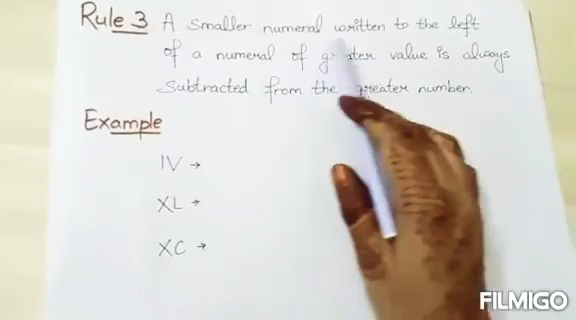 Rule 3 A smaller numeral written to the left
of a numeral of greater value is always
Subtracted from the greater number.
Example
IV →
XL →
XC →
FILMIGO